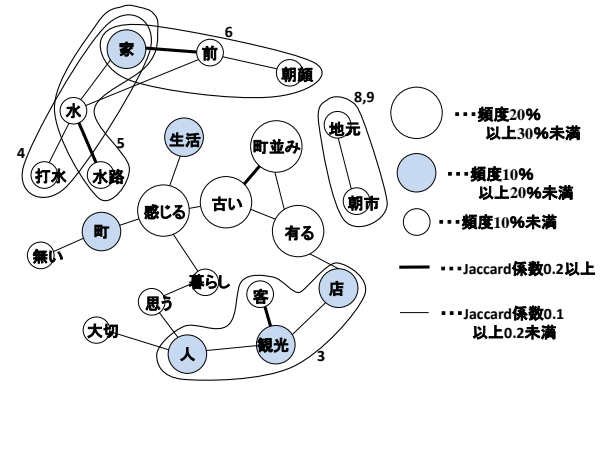 6
家
前
朝顔
8,9
水
地元
4
5
生活
町並み
打水
水路
朝市
感じる
古い
町
有る
無い
暮らし
思う
客
店
大切
人
観光
3
･･･頻度20%
以上30%未満
･･･頻度10%
以上20%未満
･･･頻度10%未満
･･･Jaccard係数0.2以上
･･･Jaccard係数0.1
以上0.2未満